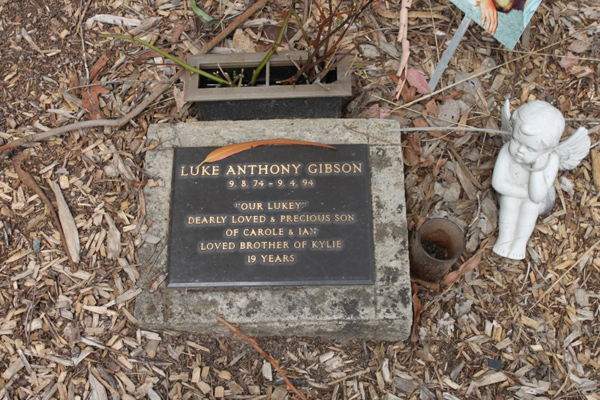 LUKE ANTHONY GIBSON
9. 8. 74 - 9. 4. 94
"OUR LUKEY"
DEARLY LOVED & PRECIOUS SON
OF CAROLE & IAN
LOVED BROTHER OF KYLIE
19 YEARS